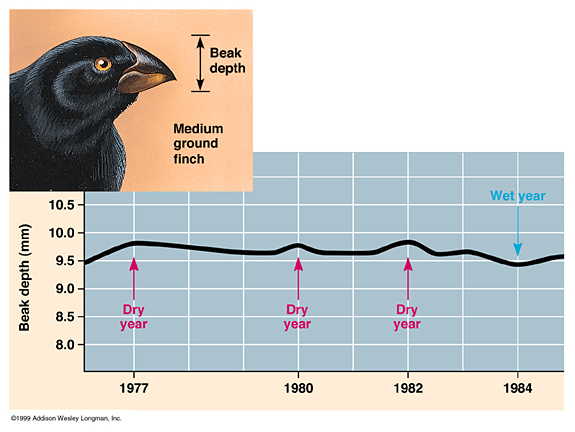 Beak
depth
Medium
ground
finch
Wet year
10.5
10.0
9.5
9.0
8.5
8.0
Beak depth (mm)
Dry
year
Dry
year
Dry
year
1977
1980
1982
1984
©1999 Addison Wesley Longman, Inc.